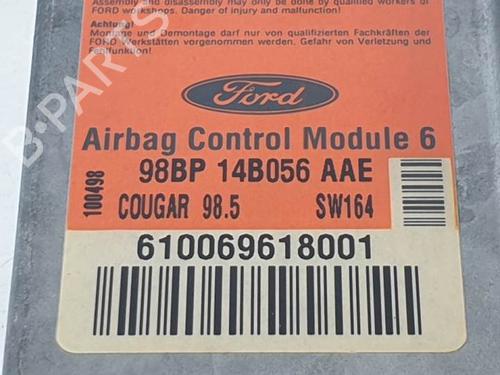 Assembly and disassembly may only be done by qualified workers of
FORD workshops. Danger of injury and malfunction!
Achtung!
Montage und Demontage darf nur von qualifizierten Fachkräften der
FORD Werkstätten vorgenommen werden. Gefahr von Verletzung und
Fehlfunktion!
Ford
Airbag Control Module 6
98BP 14B056 AAE
100498
COUGAR 98.5 SW164
610069618001
B-PARTS